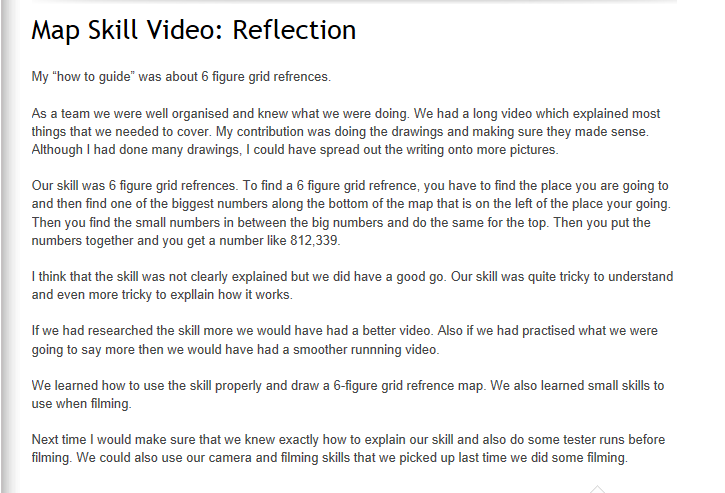 Map Skill Video: Reflection
My “how to guide” was about 6 figure grid refrences.
As a team we were well organised and knew what we were doing. We had a long video which explained most
things that we needed to cover. My contribution was doing the drawings and making sure they made sense.
Although I had done many drawings, I could have spread out the writing onto more pictures.
Our skill was 6 figure grid refrences. To find a 6 figure grid refrence, you have to find the place you are going to
and then find one of the biggest numbers along the bottom of the map that is on the left of the place your going.
Then you find the small numbers in between the big numbers and do the same for the top. Then you put the
numbers together and you get a number like 812,339.
I think that the skill was not clearly explained but we did have a good go. Our skill was quite tricky to understand
and even more tricky to expllain how it works.
If we had researched the skill more we would have had a better video. Also if we had practised what we were
going to say more then we would have had a smoother runnning video.
We learned how to use the skill properly and draw a 6-figure grid refrence map. We also learned small skills to
use when filming.
Next time I would make sure that we knew exactly how to explain our skill and also do some tester runs before
filming. We could also use our camera and filming skills that we picked up last time we did some filming.